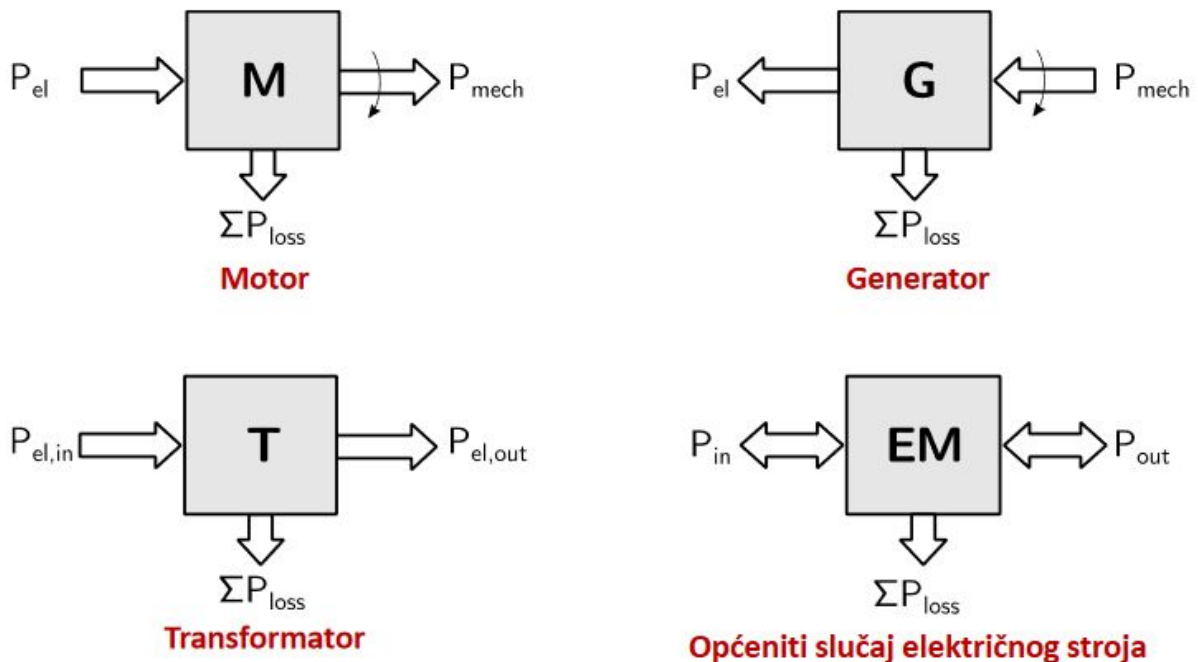 P_el
M
P_mech
ΣP_loss
Motor
P_el
G
P_mech
ΣP_loss
Generator
P_el,in
T
P_el,out
ΣP_loss
Transformator
P_in
EM
P_out
ΣP_loss
Općeniti slučaj električnog stroja